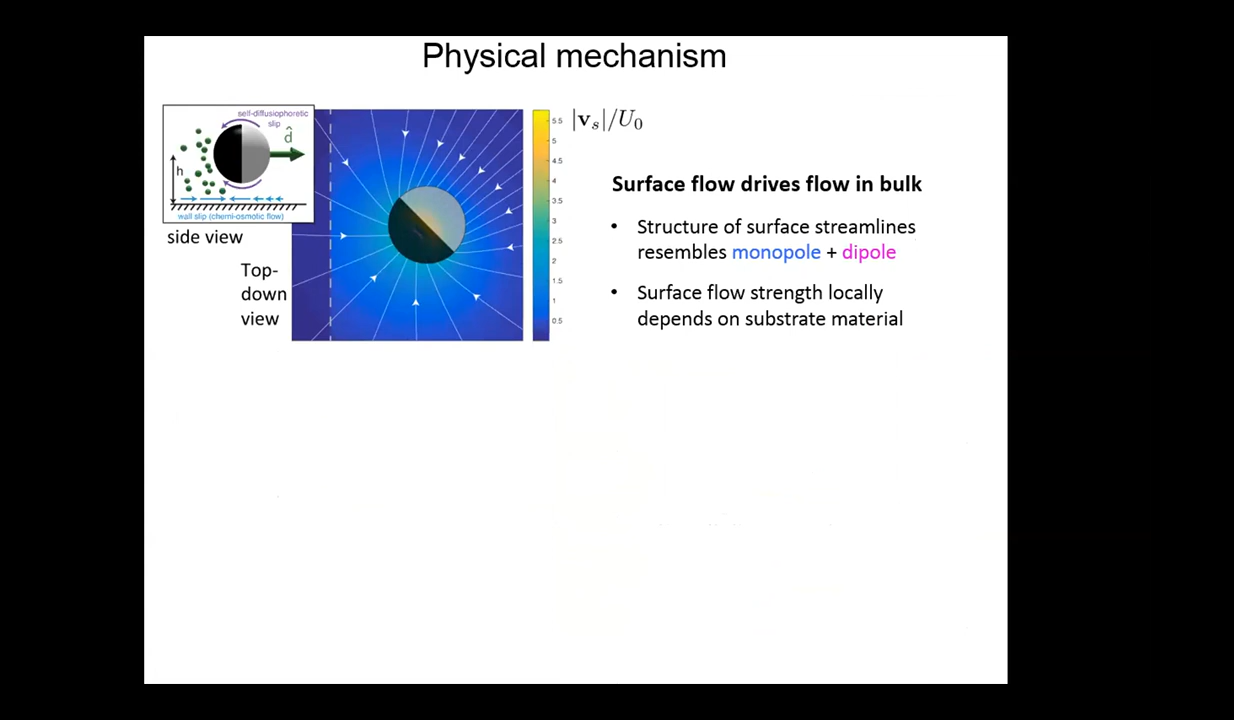 Physical mechanism
self-diffusiophoretic
slip
d̂
h
wall slip (chemi-osmotic flow)
side view
Top-
down
view
5.5
5
4.5
4
3.5
3
2.5
2
1.5
1
0.5
|v_s|/U_0
Surface flow drives flow in bulk
• Structure of surface streamlines
resembles monopole + dipole
• Surface flow strength locally
depends on substrate material